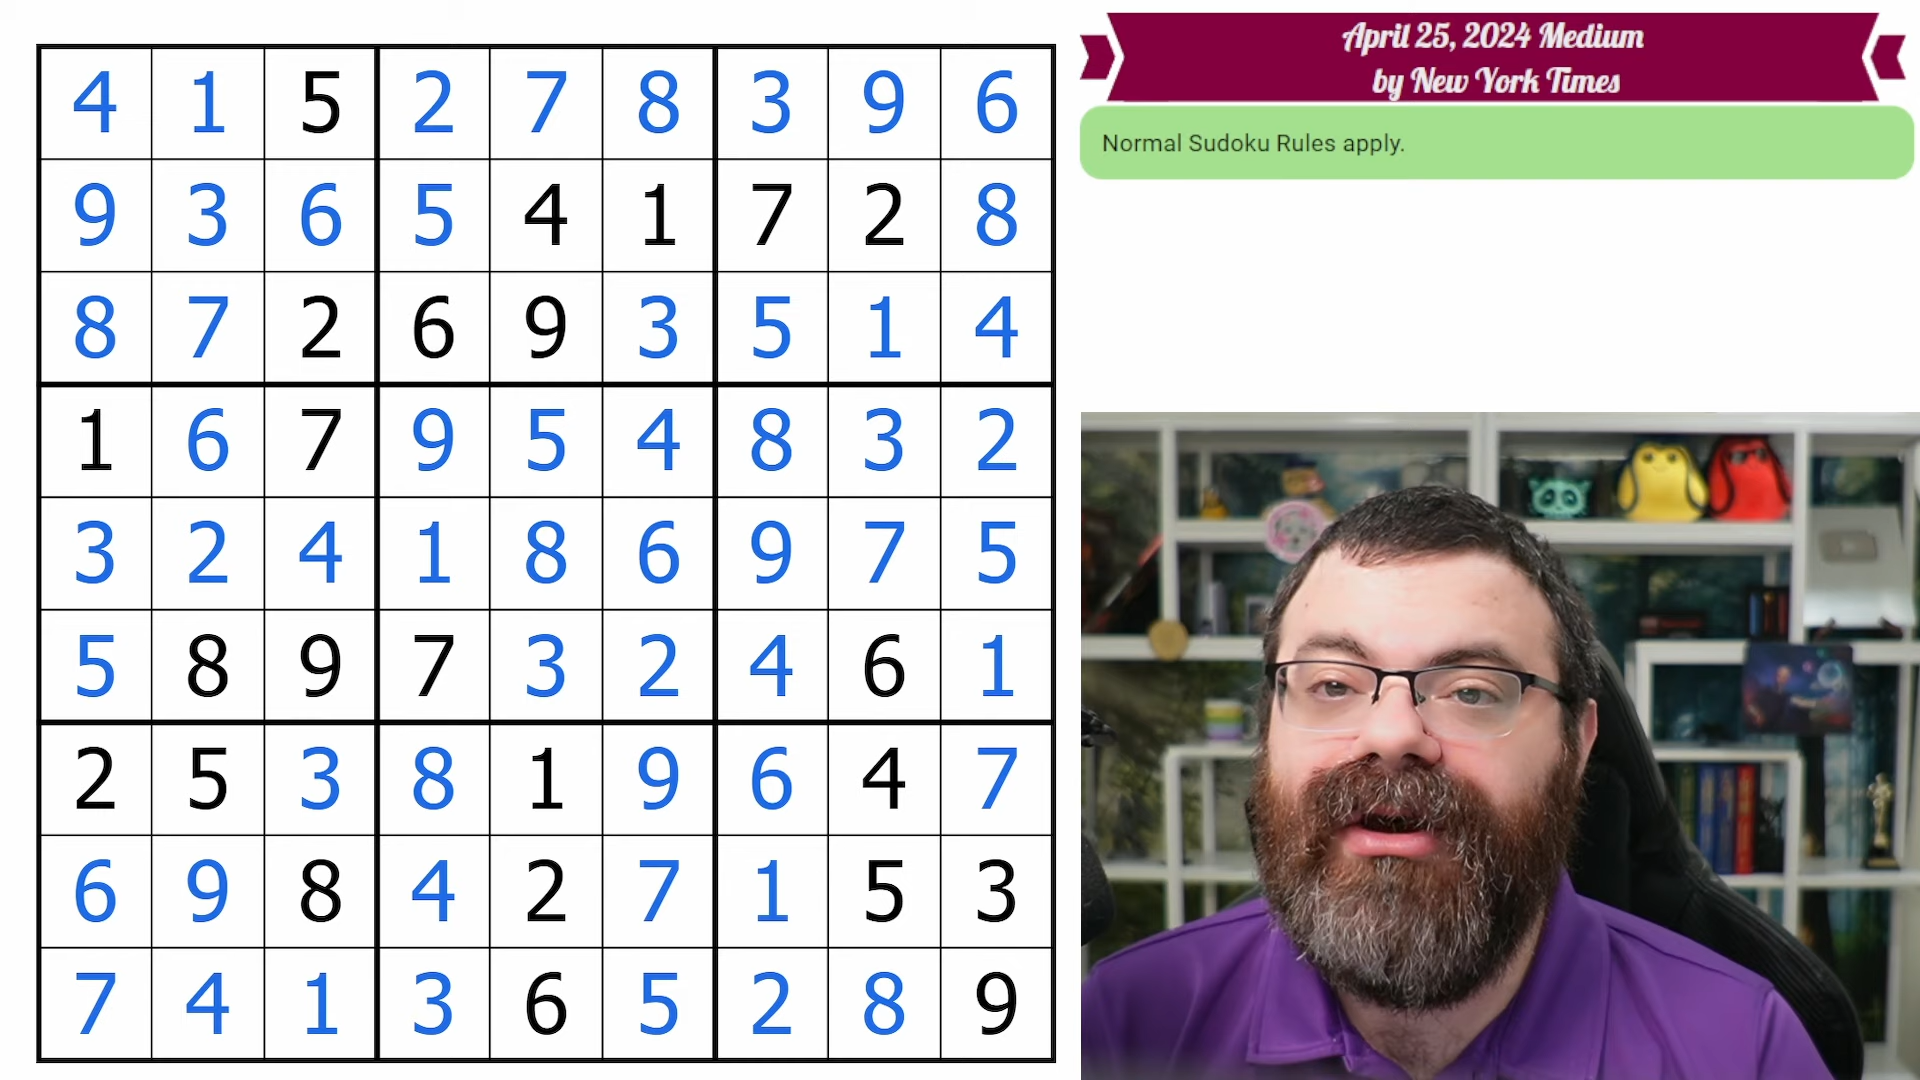 April 25, 2024 Medium
by New York Times
Normal Sudoku Rules apply.
4 1 5 2 7 8 3 9 6
9 3 6 5 4 1 7 2 8
8 7 2 6 9 3 5 1 4
1 6 7 9 5 4 8 3 2
3 2 4 1 8 6 9 7 5
5 8 9 7 3 2 4 6 1
2 5 3 8 1 9 6 4 7
6 9 8 4 2 7 1 5 3
7 4 1 3 6 5 2 8 9